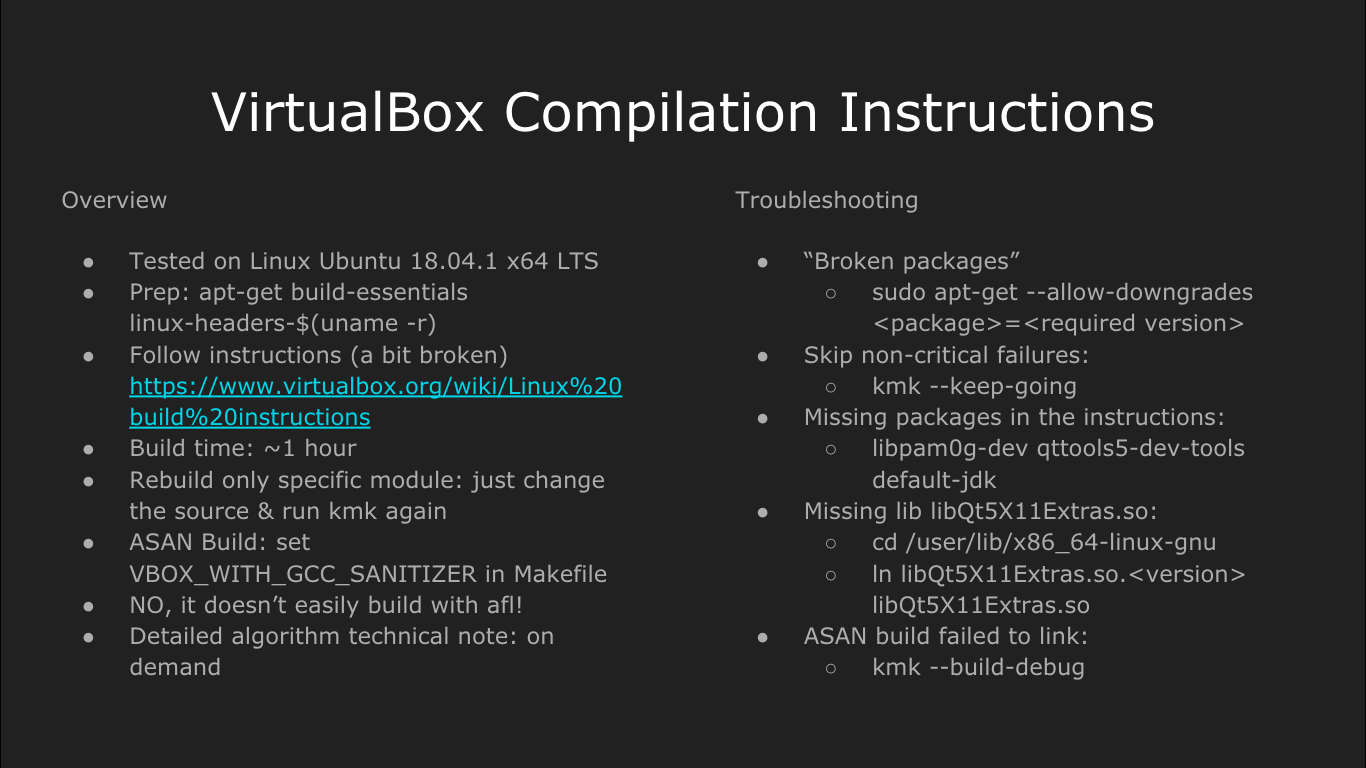 VirtualBox Compilation Instructions
Overview
● Tested on Linux Ubuntu 18.04.1 x64 LTS
● Prep: apt-get build-essentials
linux-headers-$(uname -r)
● Follow instructions (a bit broken)
https://www.virtualbox.org/wiki/Linux%20
build%20instructions
● Build time: ~1 hour
● Rebuild only specific module: just change
the source & run kmk again
● ASAN Build: set
VBOX_WITH_GCC_SANITIZER in Makefile
● NO, it doesn’t easily build with afl!
● Detailed algorithm technical note: on
demand
Troubleshooting
● “Broken packages”
○ sudo apt-get --allow-downgrades
<package>=<required version>
● Skip non-critical failures:
○ kmk --keep-going
● Missing packages in the instructions:
○ libpam0g-dev qttools5-dev-tools
default-jdk
● Missing lib libQt5X11Extras.so:
○ cd /user/lib/x86_64-linux-gnu
○ ln libQt5X11Extras.so.<version>
libQt5X11Extras.so
● ASAN build failed to link:
○ kmk --build-debug